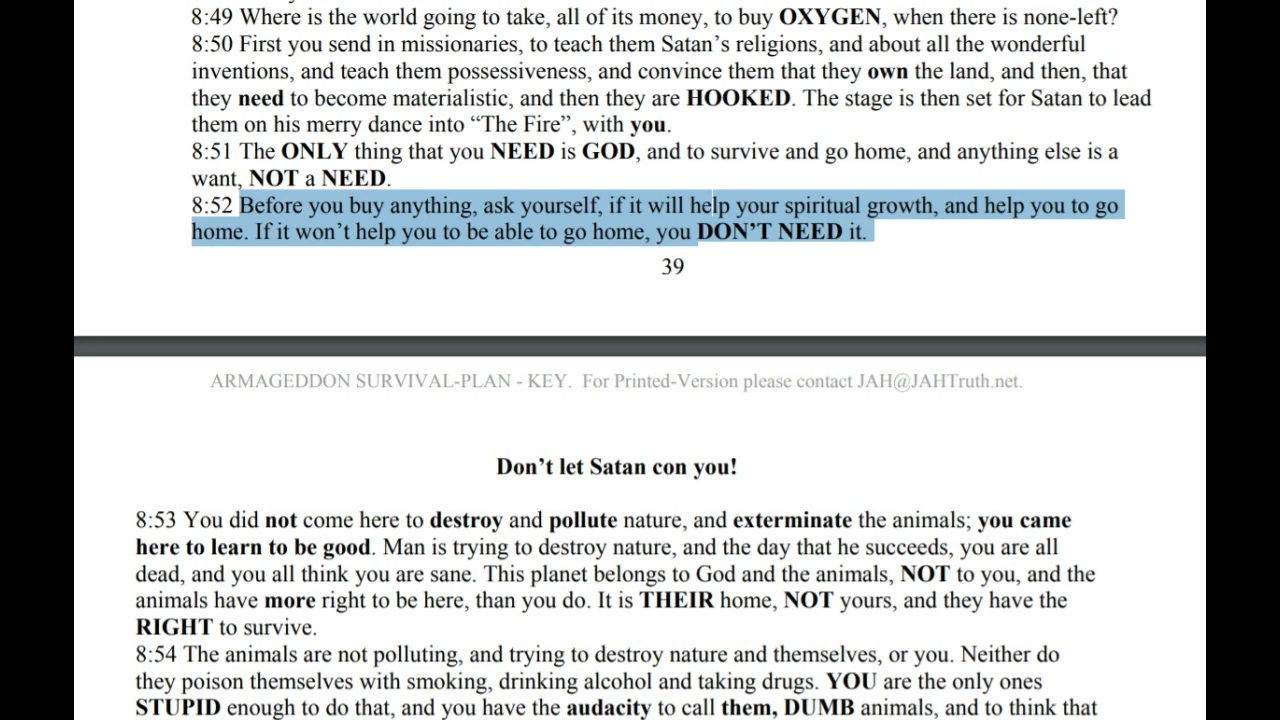 8:49 Where is the world going to take, all of its money, to buy OXYGEN, when there is none-left?
8:50 First you send in missionaries, to teach them Satan’s religions, and about all the wonderful
inventions, and teach them possessiveness, and convince them that they own the land, and then, that
they need to become materialistic, and then they are HOOKED. The stage is then set for Satan to lead
them on his merry dance into “The Fire”, with you.
8:51 The ONLY thing that you NEED is GOD, and to survive and go home, and anything else is a
want, NOT a NEED.
8:52 Before you buy anything, ask yourself, if it will help your spiritual growth, and help you to go
home. If it won’t help you to be able to go home, you DON’T NEED it.
39
ARMAGEDDON SURVIVAL-PLAN - KEY. For Printed-Version please contact JAH@JAHTruth.net.
Don’t let Satan con you!
8:53 You did not come here to destroy and pollute nature, and exterminate the animals; you came
here to learn to be good. Man is trying to destroy nature, and the day that he succeeds, you are all
dead, and you all think you are sane. This planet belongs to God and the animals, NOT to you, and the
animals have more right to be here, than you do. It is THEIR home, NOT yours, and they have the
RIGHT to survive.
8:54 The animals are not polluting, and trying to destroy nature and themselves, or you. Neither do
they poison themselves with smoking, drinking alcohol and taking drugs. YOU are the only ones
STUPID enough to do that, and you have the audacity to call them, DUMB animals, and to think that